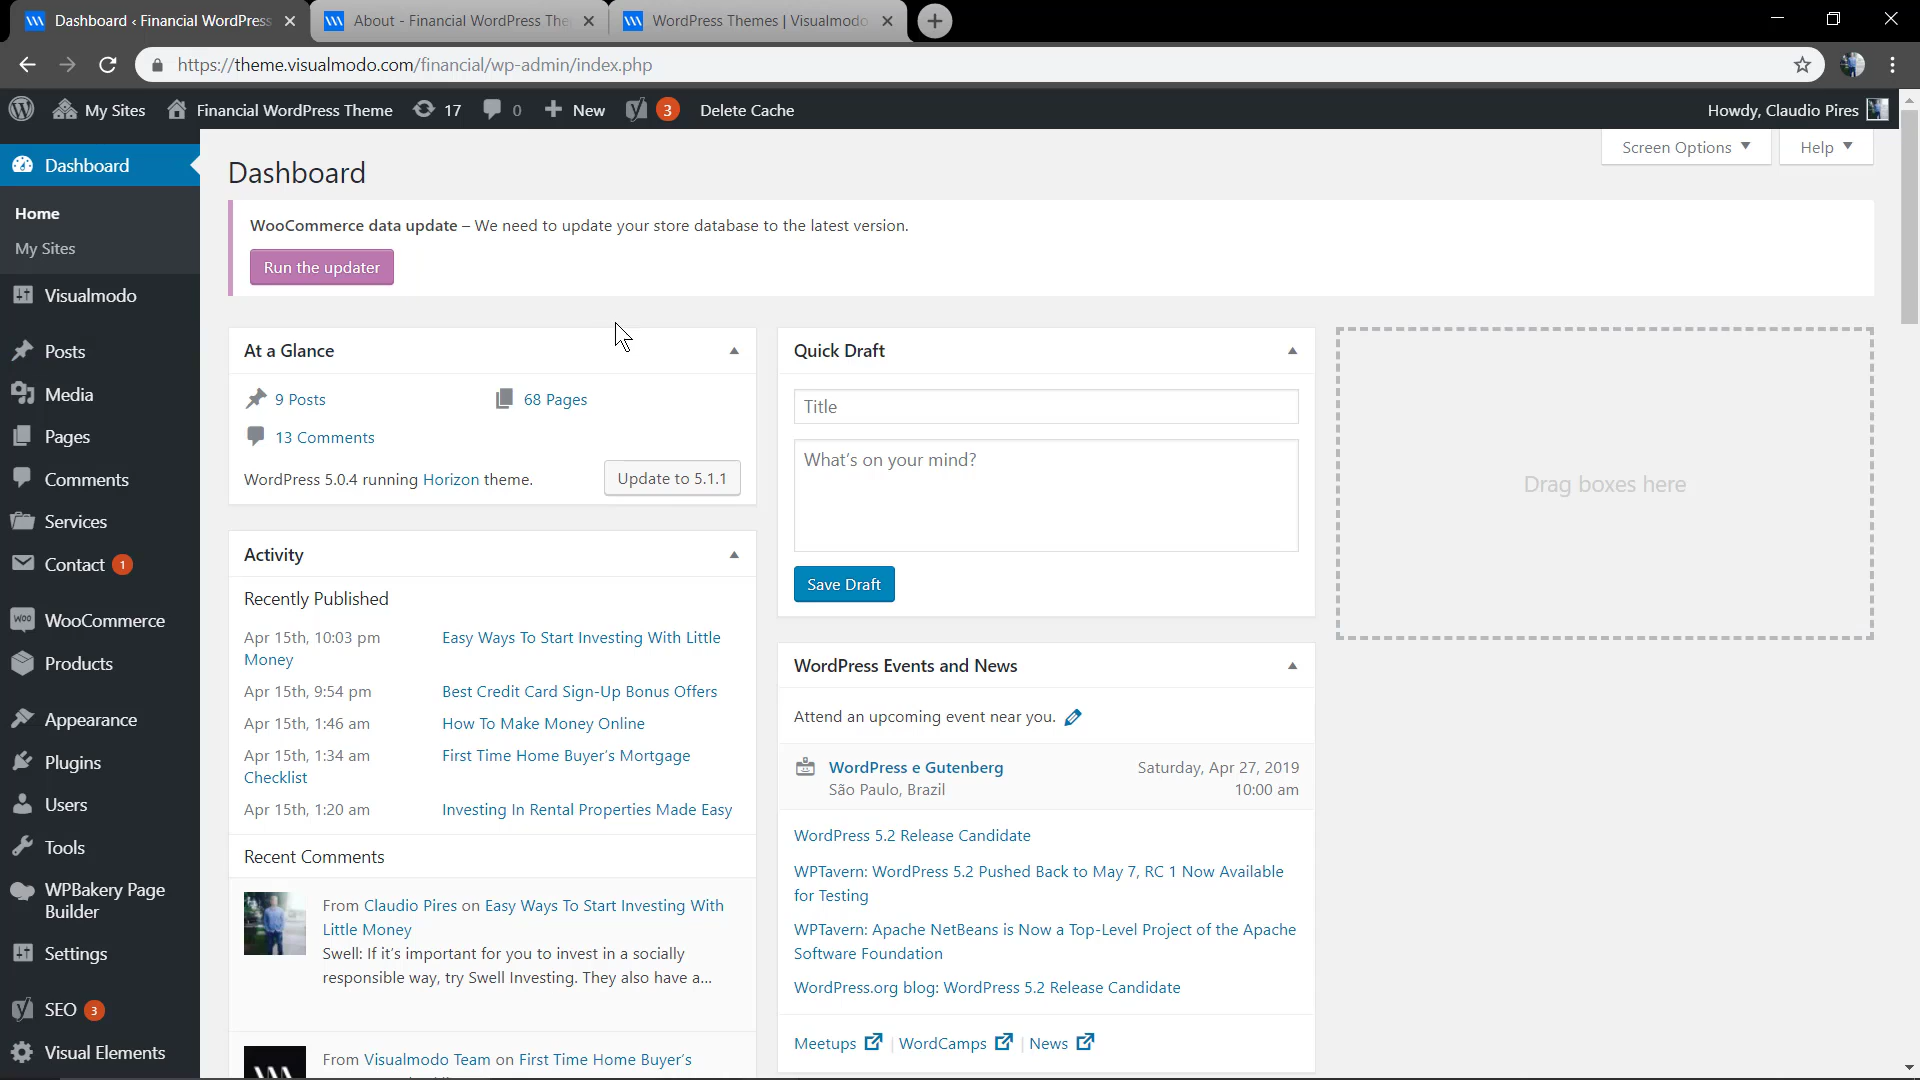 Dashboard ‹ Financial WordPress
About - Financial WordPress The
WordPress Themes | Visualmodo
https://theme.visualmodo.com/financial/wp-admin/index.php
My Sites
Financial WordPress Theme
17
0
New
3
Delete Cache
Howdy, Claudio Pires
Screen Options
Help
Dashboard
Home
My Sites
Visualmodo
Posts
Media
Pages
Comments
Services
Contact 1
WooCommerce
Products
Appearance
Plugins
Users
Tools
WPBakery Page
Builder
Settings
SEO 3
Visual Elements
Dashboard
WooCommerce data update – We need to update your store database to the latest version.
Run the updater
At a Glance
9 Posts
68 Pages
13 Comments
WordPress 5.0.4 running Horizon theme.
Update to 5.1.1
Activity
Recently Published
Apr 15th, 10:03 pm Easy Ways To Start Investing With Little
Money
Apr 15th, 9:54 pm Best Credit Card Sign-Up Bonus Offers
Apr 15th, 1:46 am How To Make Money Online
Apr 15th, 1:34 am First Time Home Buyer's Mortgage
Checklist
Apr 15th, 1:20 am Investing In Rental Properties Made Easy
Recent Comments
From Claudio Pires on Easy Ways To Start Investing With
Little Money
Swell: If it's important for you to invest in a socially
responsible way, try Swell Investing. They also have a...
From Visualmodo Team on First Time Home Buyer's
Quick Draft
Title
What's on your mind?
Save Draft
WordPress Events and News
Attend an upcoming event near you.
WordPress e Gutenberg
São Paulo, Brazil
Saturday, Apr 27, 2019
10:00 am
WordPress 5.2 Release Candidate
WPTavern: WordPress 5.2 Pushed Back to May 7, RC 1 Now Available
for Testing
WPTavern: Apache NetBeans is Now a Top-Level Project of the Apache
Software Foundation
WordPress.org blog: WordPress 5.2 Release Candidate
Meetups | WordCamps | News
Drag boxes here